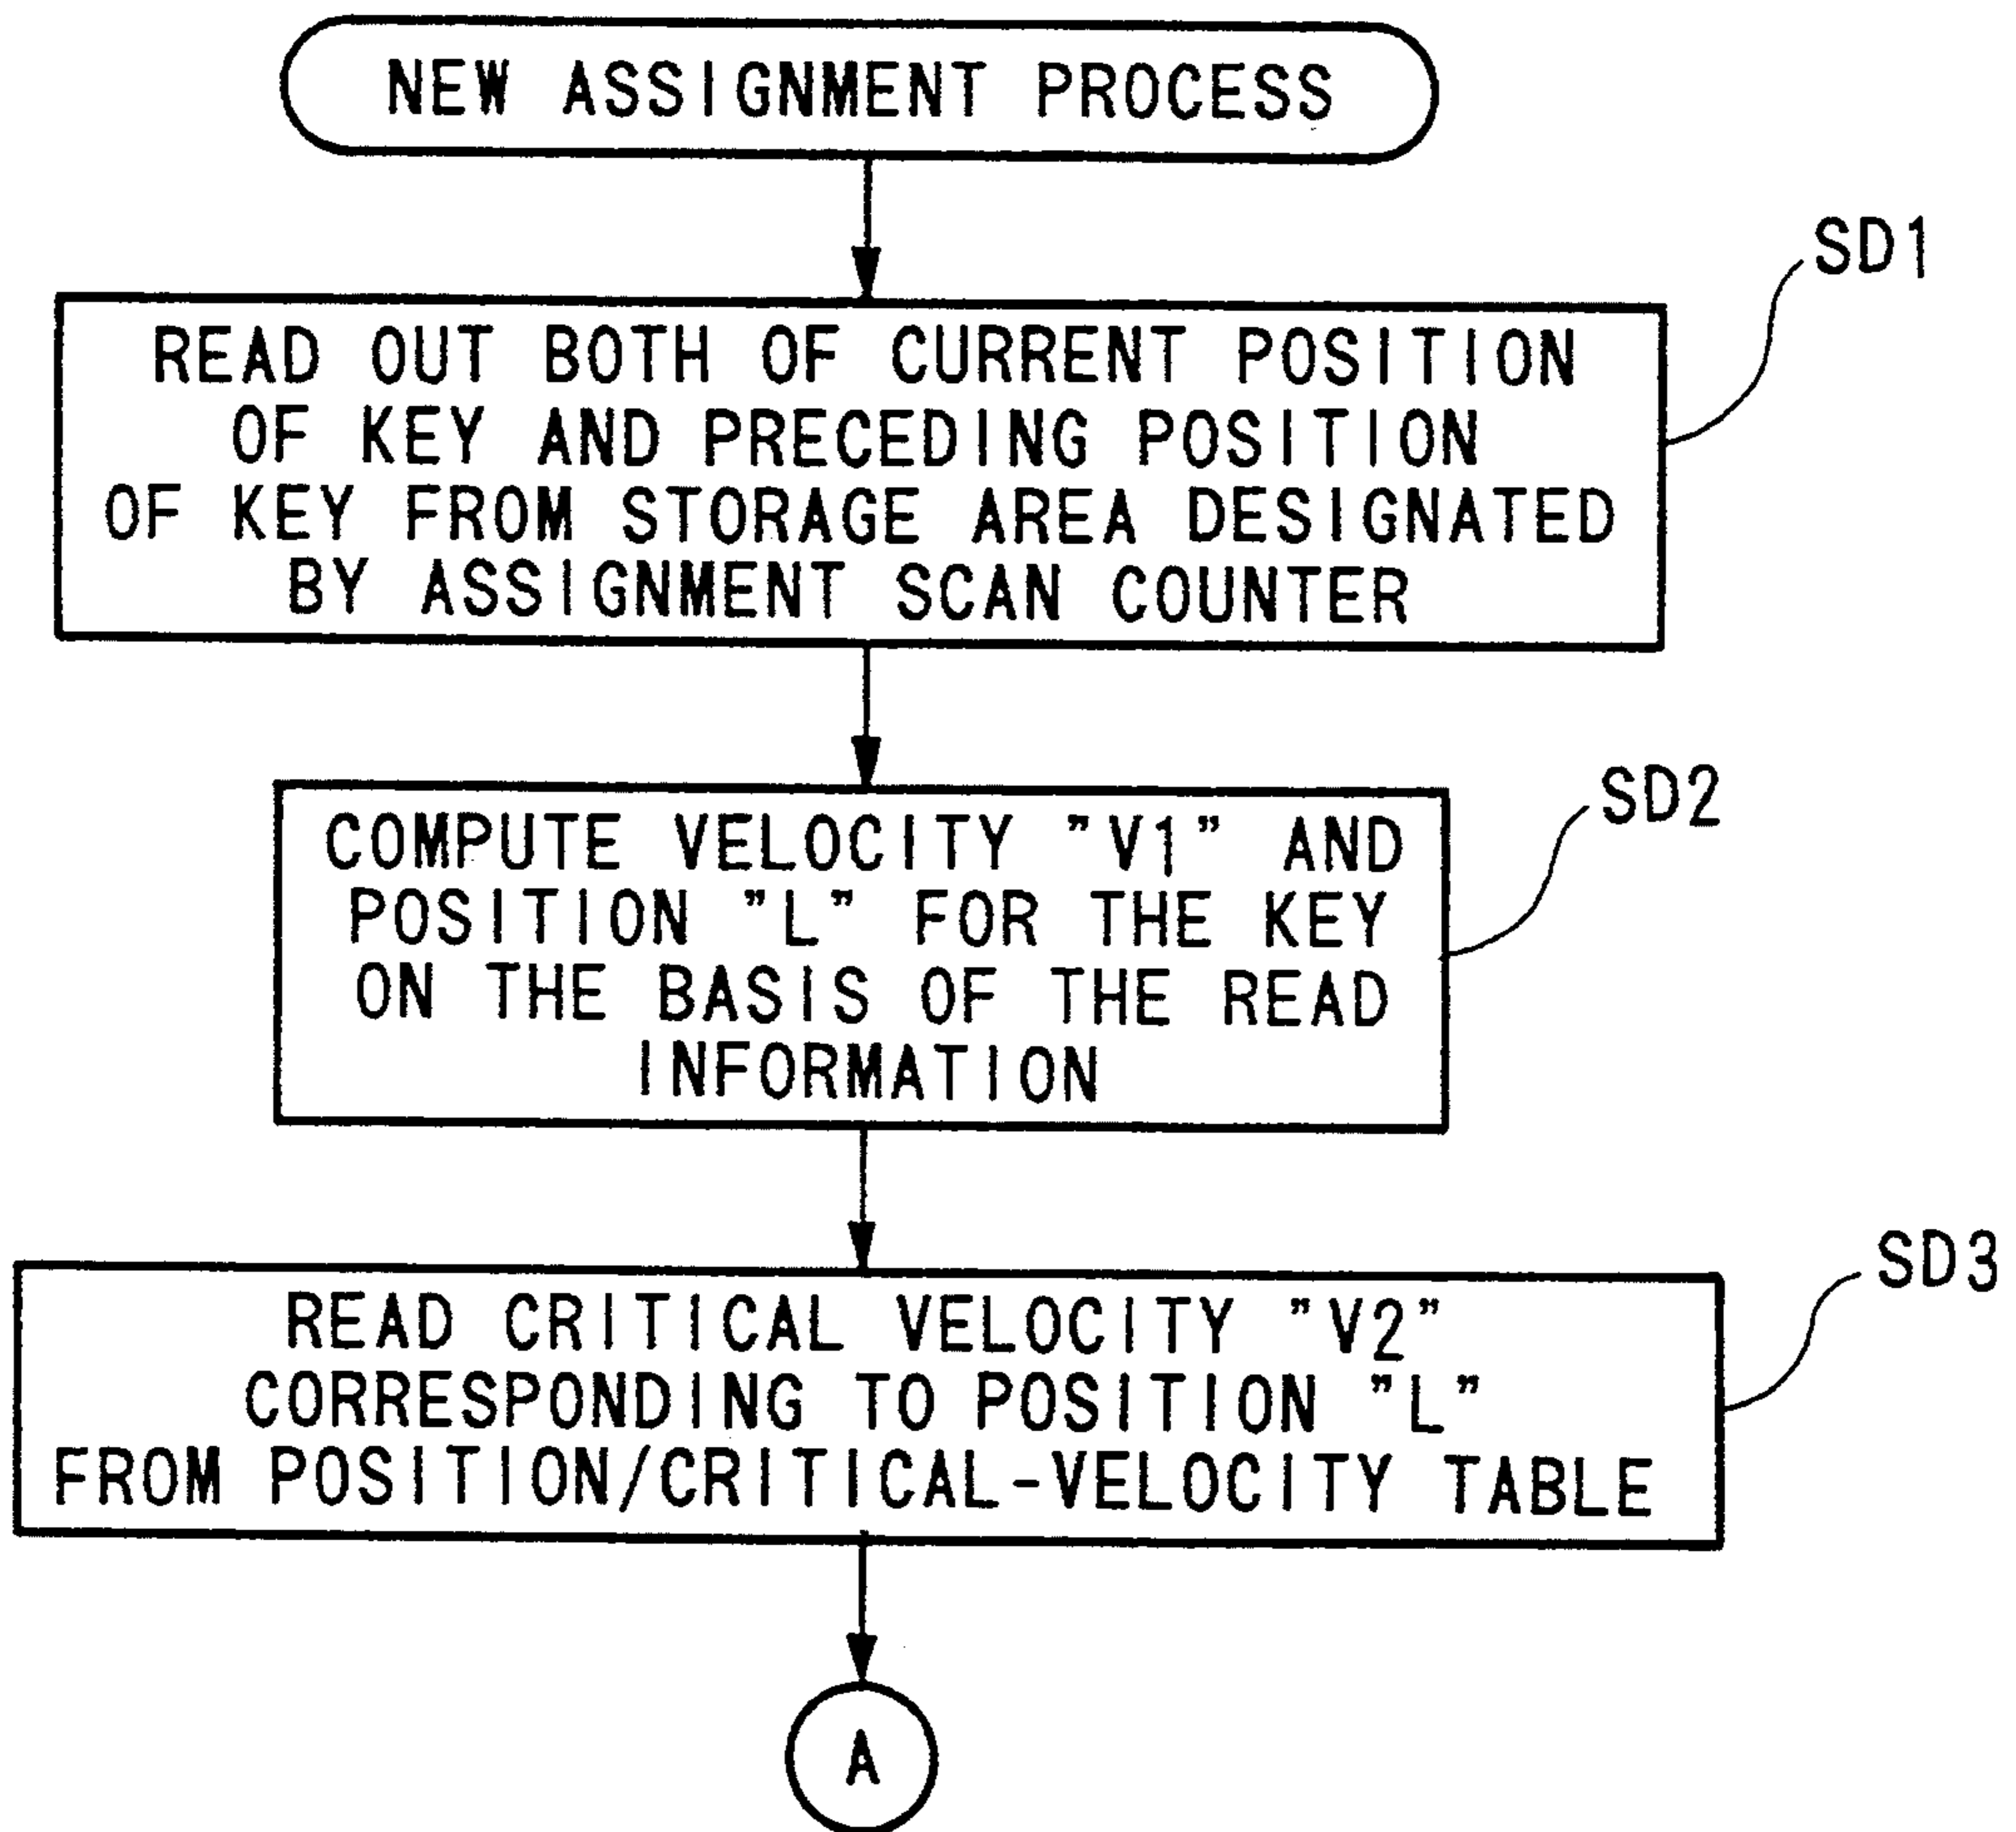 NEW ASSIGNMENT PROCESS
SD1
READ OUT BOTH OF CURRENT POSITION
OF KEY AND PRECEDING POSITION
OF KEY FROM STORAGE AREA DESIGNATED
BY ASSIGNMENT SCAN COUNTER
SD2
COMPUTE VELOCITY "V1" AND
POSITION "L" FOR THE KEY
ON THE BASIS OF THE READ
INFORMATION
SD3
READ CRITICAL VELOCITY "V2"
CORRESPONDING TO POSITION "L"
FROM POSITION/CRITICAL-VELOCITY TABLE
A